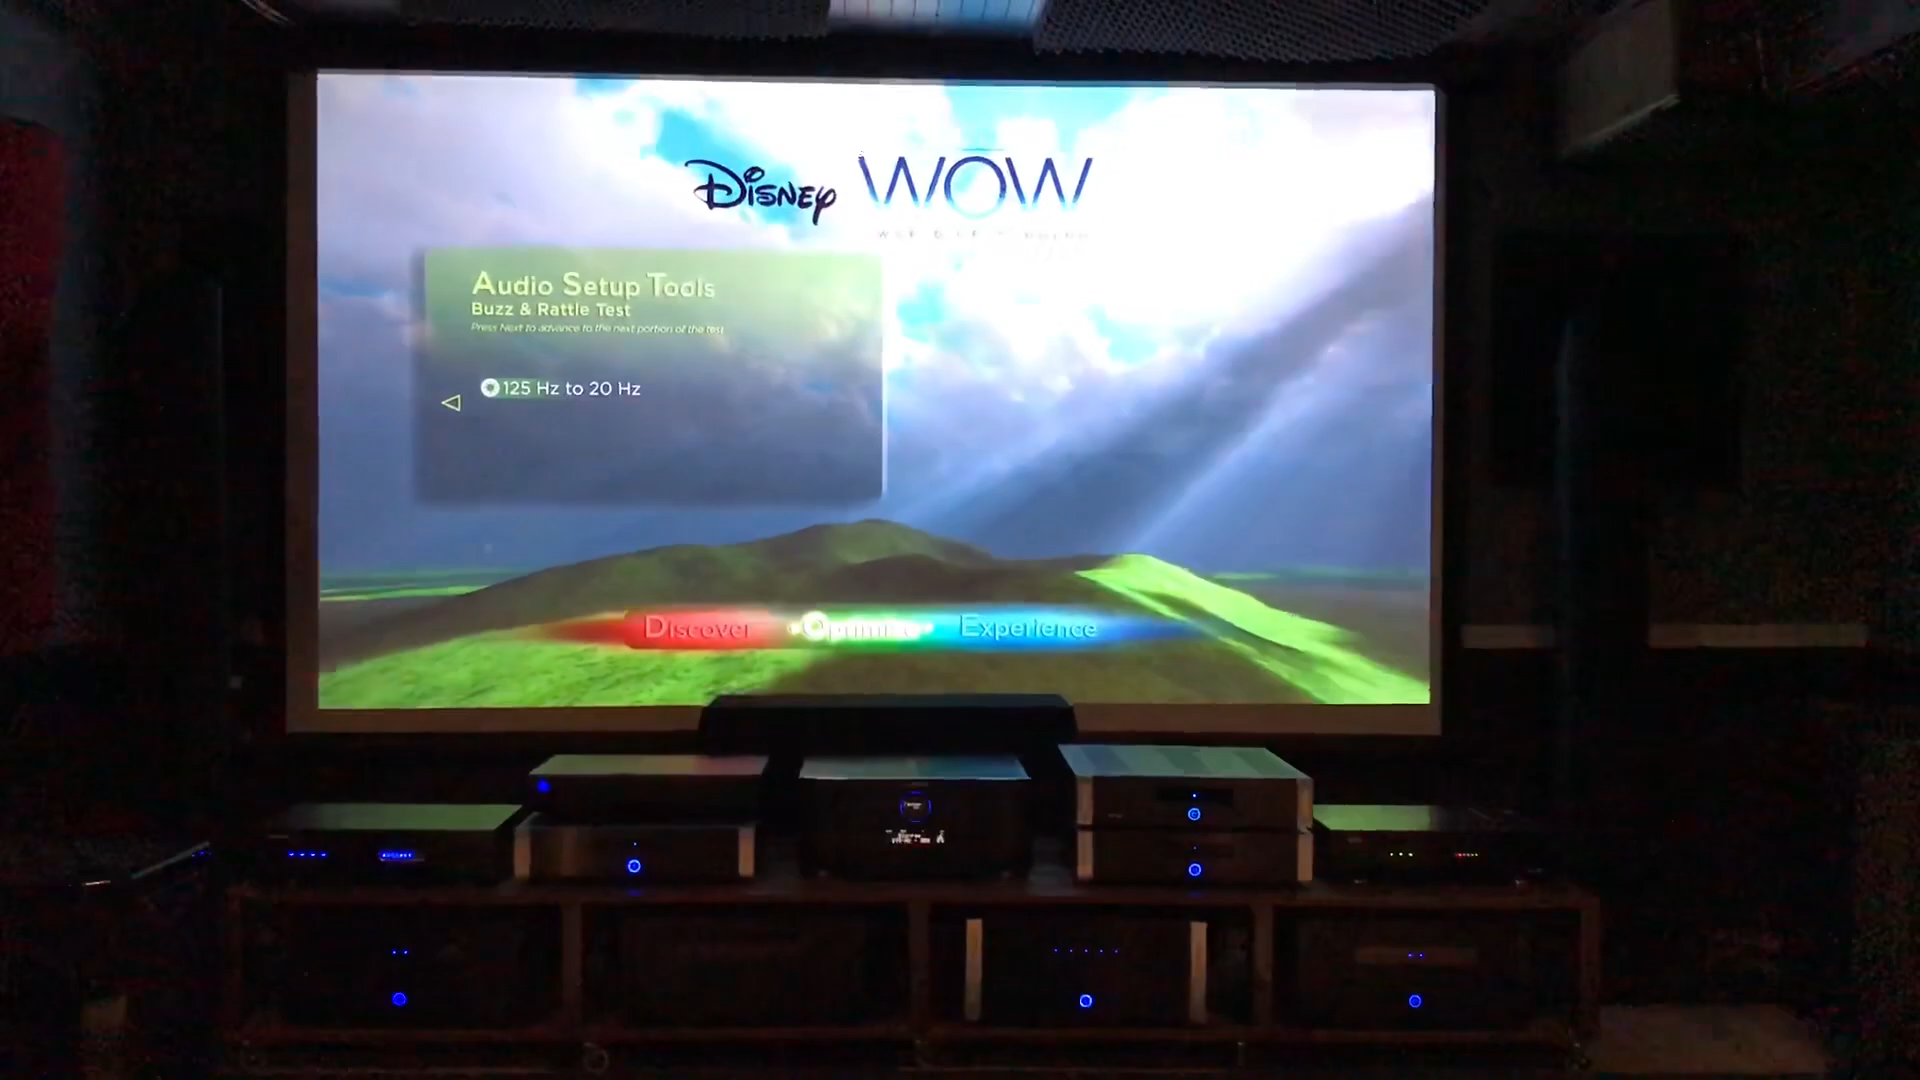 Disney WOW
Audio Setup Tools
Buzz & Rattle Test
Press Next to advance to the next portion of the test
125 Hz to 20 Hz
Discover Optimize Experience